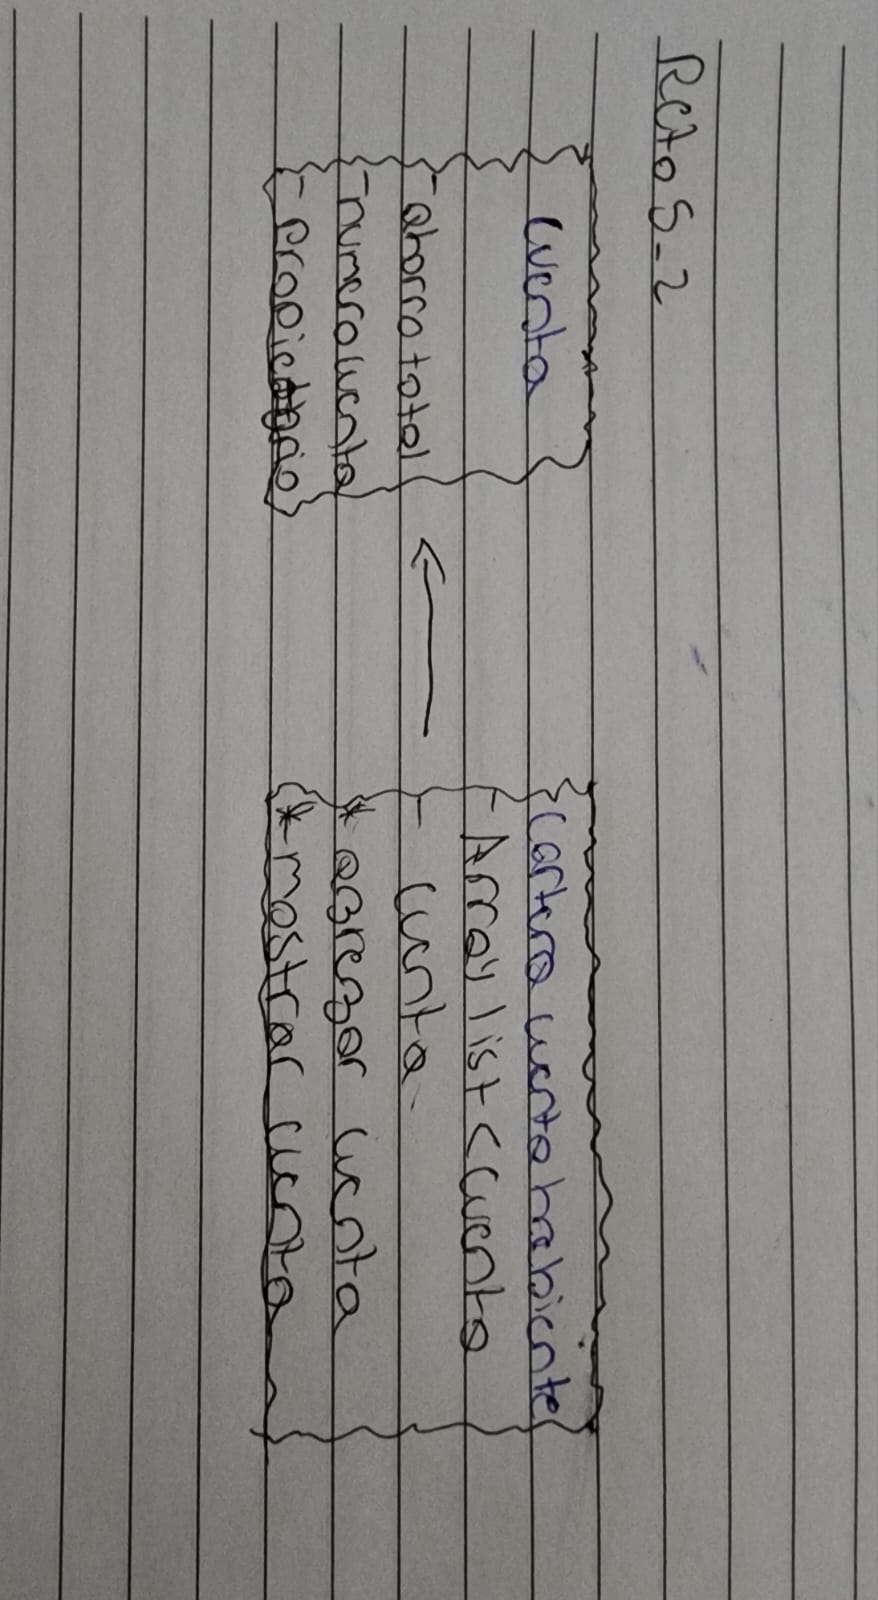 Reto 5-2
Cuenta
- ahorro total
- numerocuenta
- propietario
Cartera cuenta habiente
- Array list < Cuenta
- Cuenta
* agregar cuenta
* mostrar cuenta